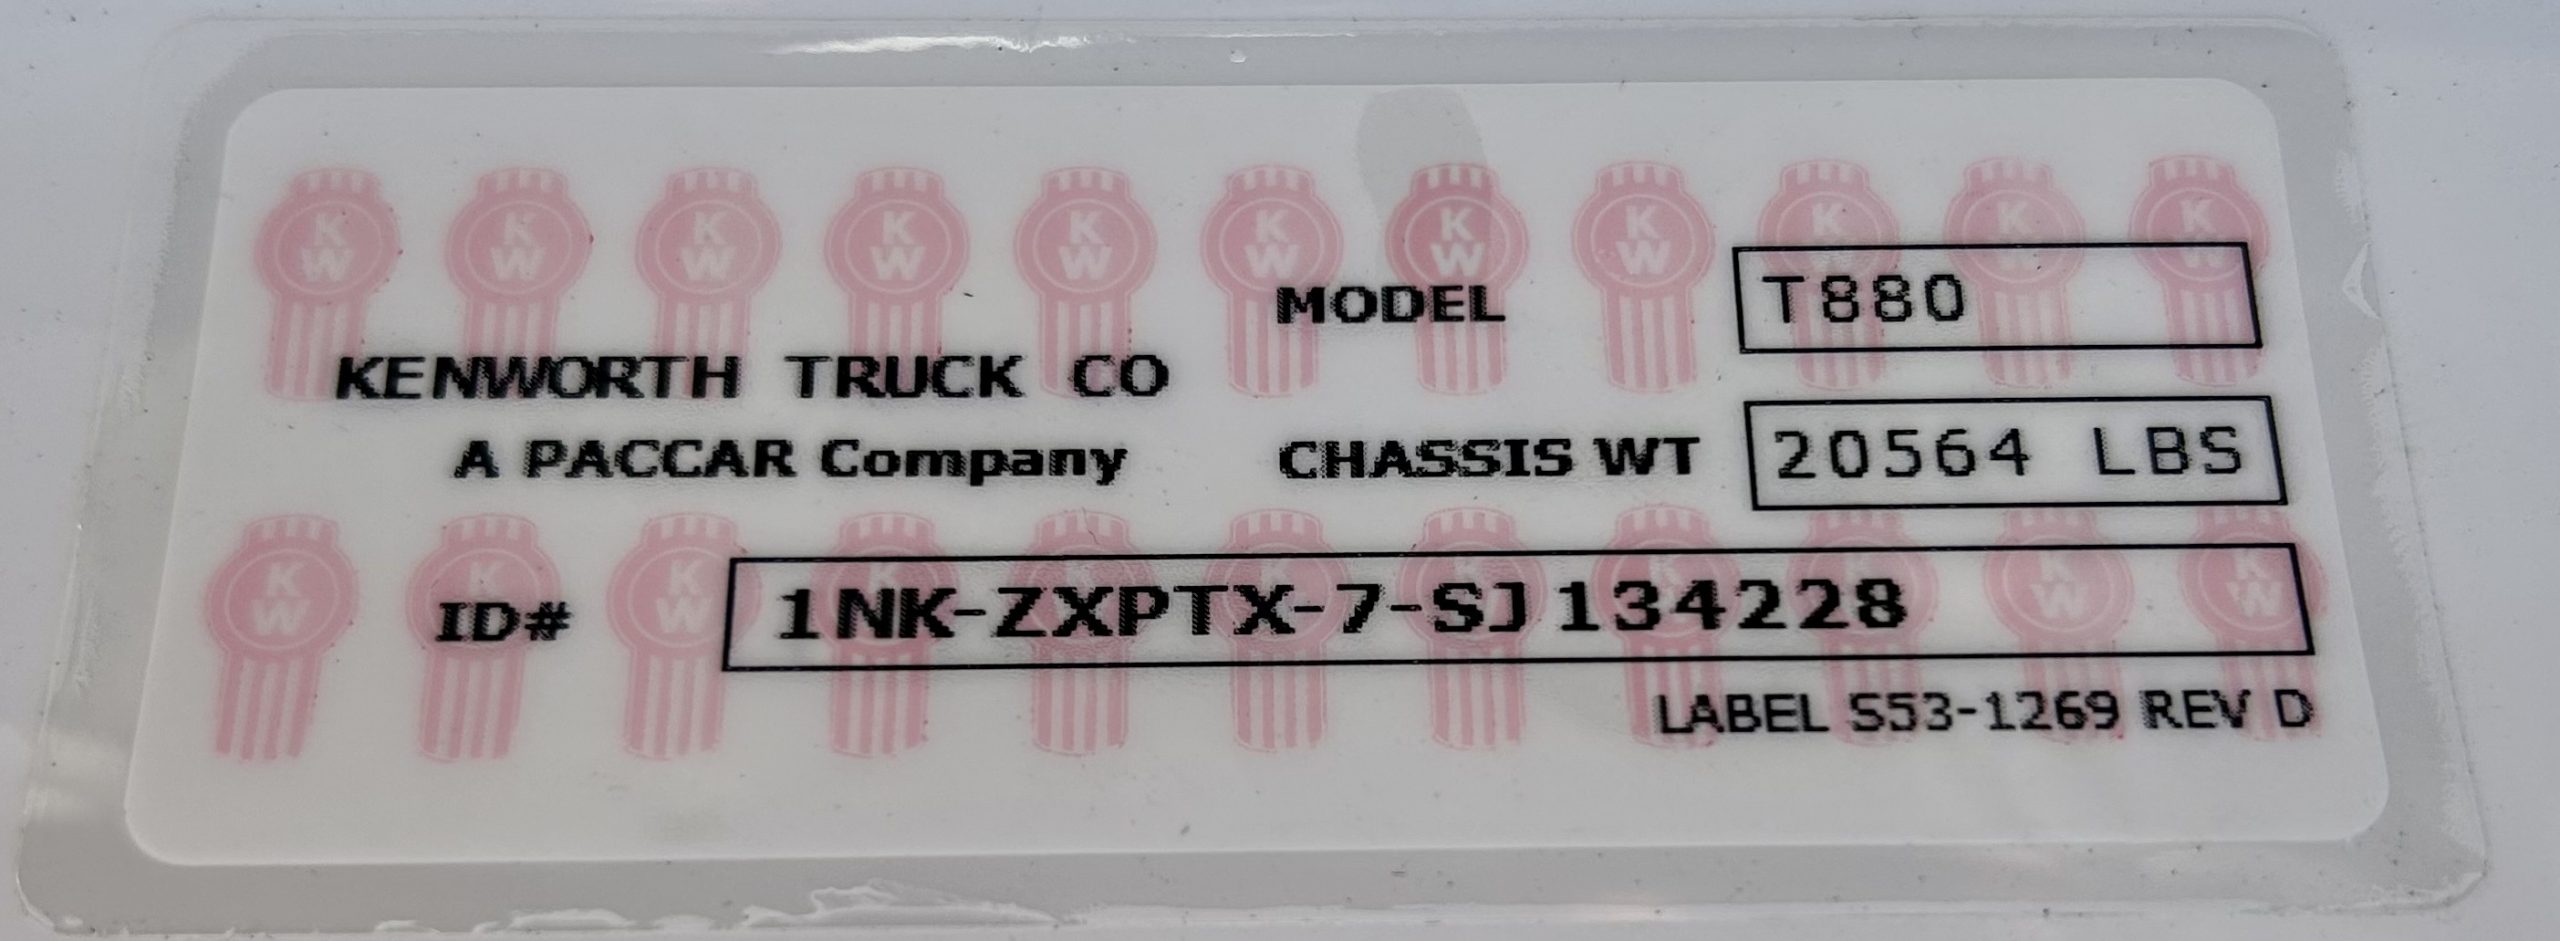 MODEL T880
KENWORTH TRUCK CO
A PACCAR Company
CHASSIS WT 20564 LBS
ID# 1NK-ZXPTX-7-SJ134228
LABEL S53-1269 REV D